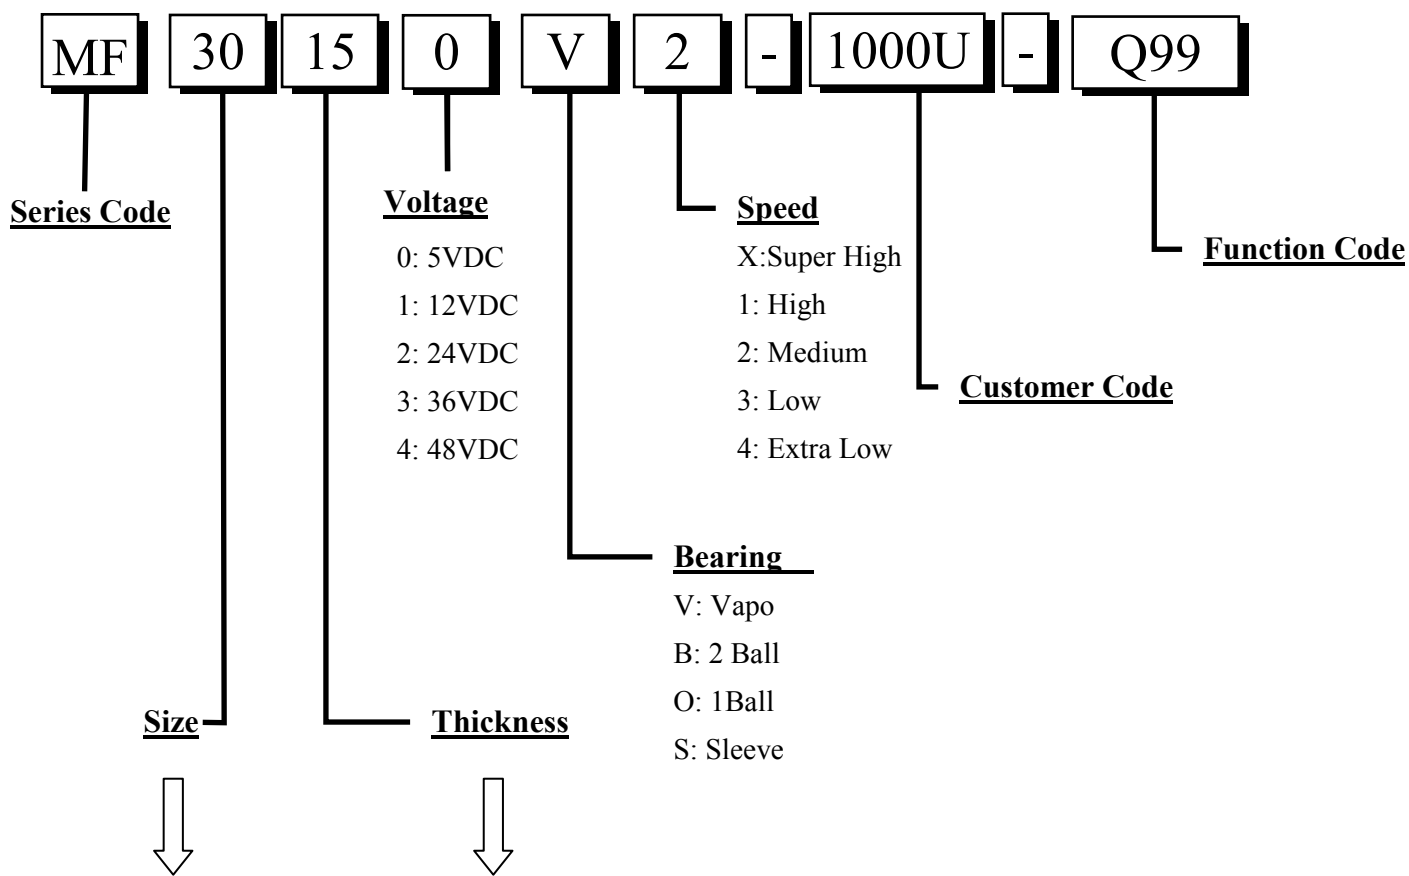 MF 30 15 0 V 2 - 1000U - Q99
Series Code
Voltage
0: 5VDC
1: 12VDC
2: 24VDC
3: 36VDC
4: 48VDC
Speed
X:Super High
1: High
2: Medium
3: Low
4: Extra Low
Function Code
Customer Code
Bearing
V: Vapo
B: 2 Ball
O: 1Ball
S: Sleeve
Size
Thickness